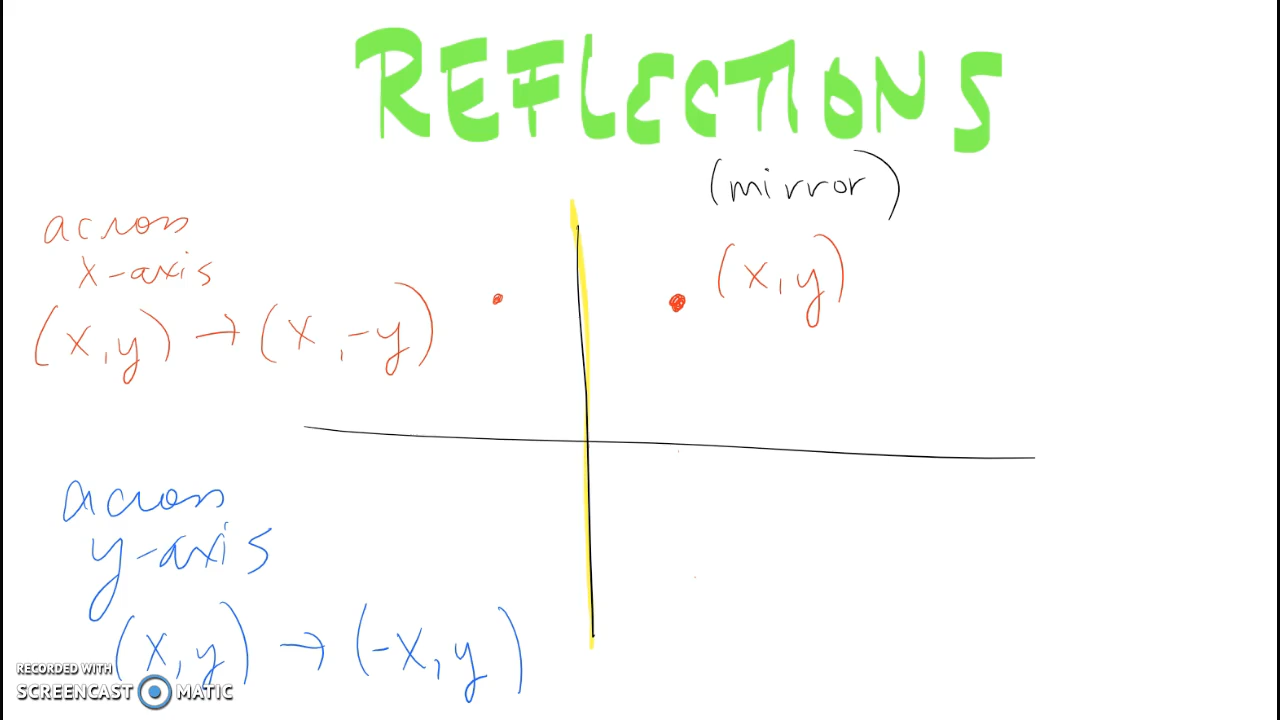 REFLECTIONS
(mirror)
across
x-axis
(x,y) → (x,-y)
(x,y)
across
y-axis
(x,y) → (-x,y)
RECORDED WITH
SCREENCAST MATIC